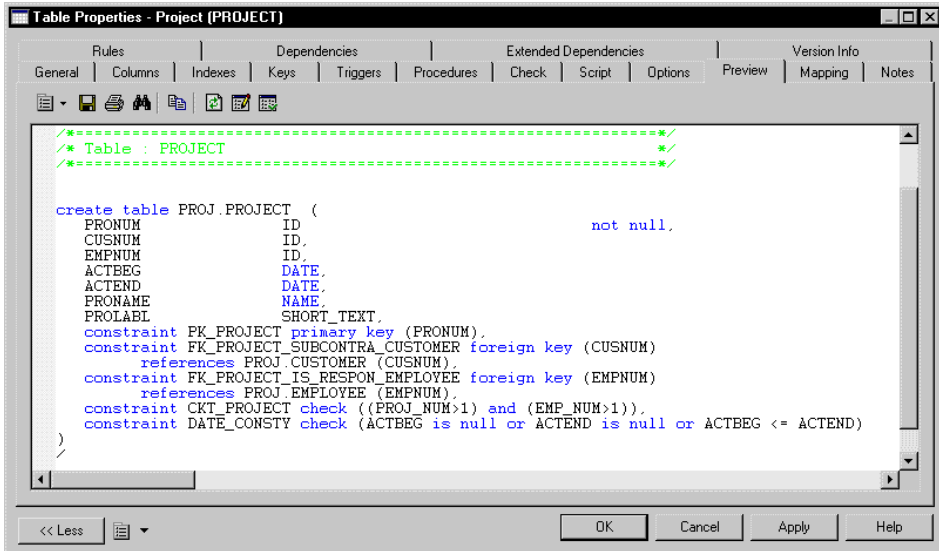 Table Properties - Project (PROJECT)
Rules Dependencies Extended Dependencies Version Info
General Columns Indexes Keys Triggers Procedures Check Script Options Preview Mapping Notes
/*==============================================================*/
/* Table : PROJECT                                              */
/*==============================================================*/
create table PROJ.PROJECT  (
PRONUM ID not null,
CUSNUM ID,
EMPNUM ID,
ACTBEG DATE,
ACTEND DATE,
PRONAME NAME,
PROLABL SHORT_TEXT,
constraint PK_PROJECT primary key (PRONUM),
constraint FK_PROJECT_SUBCONTRA_CUSTOMER foreign key (CUSNUM)
references PROJ.CUSTOMER (CUSNUM),
constraint FK_PROJECT_IS_RESPON_EMPLOYEE foreign key (EMPNUM)
references PROJ.EMPLOYEE (EMPNUM),
constraint CKT_PROJECT check ((PROJ_NUM>1) and (EMP_NUM>1)),
constraint DATE_CONSTY check (ACTBEG is null or ACTEND is null or ACTBEG <= ACTEND)
)
/
<< Less OK Cancel Apply Help